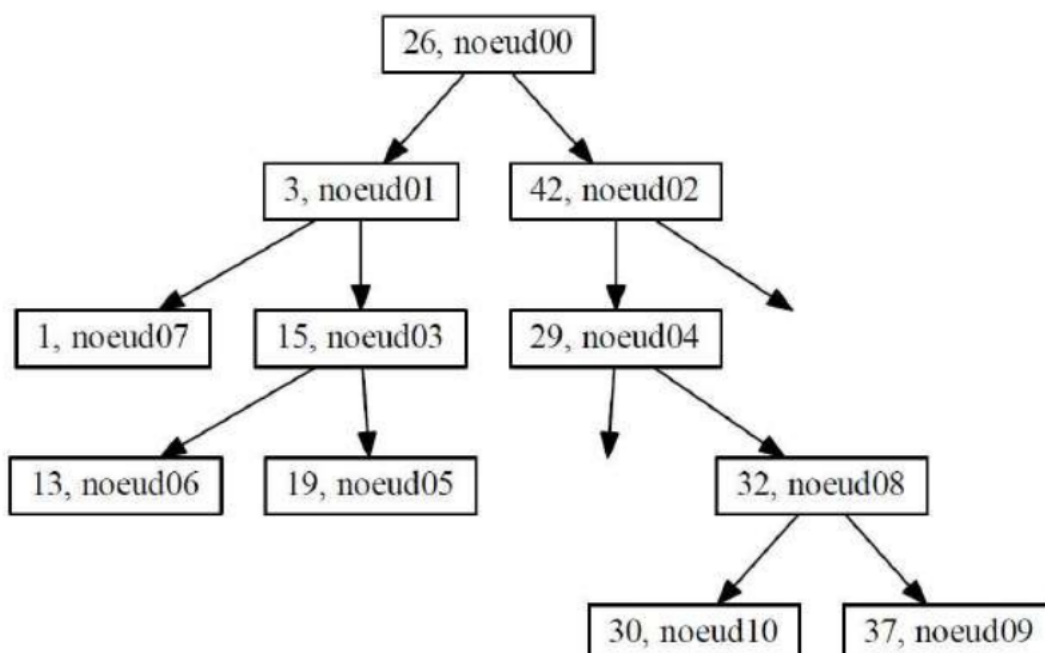 26, noeud00
3, noeud01
42, noeud02
1, noeud07
15, noeud03
29, noeud04
13, noeud06
19, noeud05
32, noeud08
30, noeud10
37, noeud09